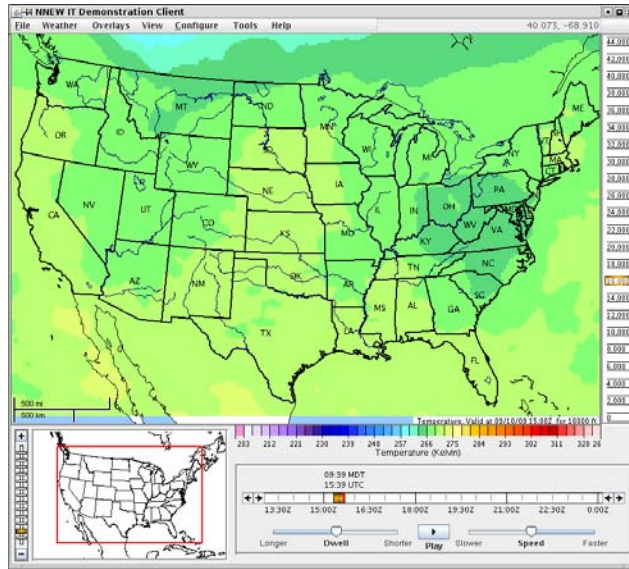 NNEW IT Demonstration Client
File Weather Overlays View Configure Tools Help
40.073, -68.910
44,000
42,000
40,000
38,000
36,000
34,000
32,000
30,000
28,000
26,000
24,000
22,000
20,000
18,000
16,000
14,000
12,000
10,000
8,000
6,000
4,000
2,000
0
WA
MT
ND
MN
ME
OR
ID
WY
WI
MI
NY
VT
NH
MA
CT
NV
UT
NE
IA
IL
IN
OH
PA
CA
CO
KS
MO
KY
WV
VA
AZ
NM
OK
AR
TN
NC
SC
TX
LA
MS
AL
GA
FL
500 mi
500 km
Temperature, Valid at 09/10/09 15:00Z for 16000 ft
203 212 221 230 240 248 257 266 275 284 293 302 311 328
Temperature (Kelvin)
09:39 MDT
15:39 UTC
13:30Z 15:00Z 16:30Z 18:00Z 19:30Z 21:00Z 22:30Z 0:00Z
Longer Dwell Shorter Play Slower Speed Faster